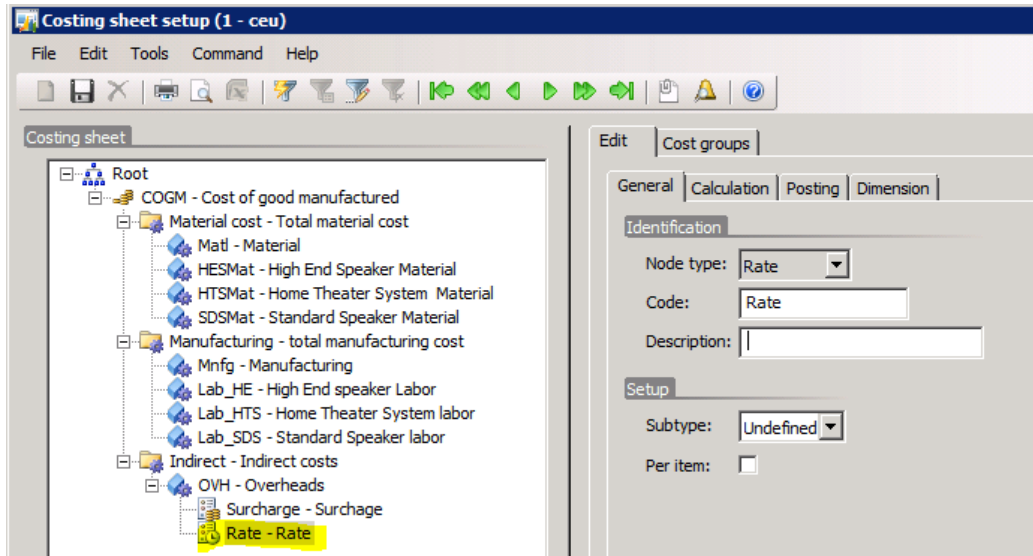 Costing sheet setup (1 - ceu)
File Edit Tools Command Help
Costing sheet
Root
COGM - Cost of good manufactured
Material cost - Total material cost
Matl - Material
HESMat - High End Speaker Material
HTSMat - Home Theater System Material
SDSMat - Standard Speaker Material
Manufacturing - total manufacturing cost
Mnfg - Manufacturing
Lab_HE - High End speaker Labor
Lab_HTS - Home Theater System labor
Lab_SDS - Standard Speaker labor
Indirect - Indirect costs
OVH - Overheads
Surcharge - Surchage
Rate - Rate
Edit Cost groups
General Calculation Posting Dimension
Identification
Node type: Rate
Code: Rate
Description:
Setup
Subtype: Undefined
Per item: